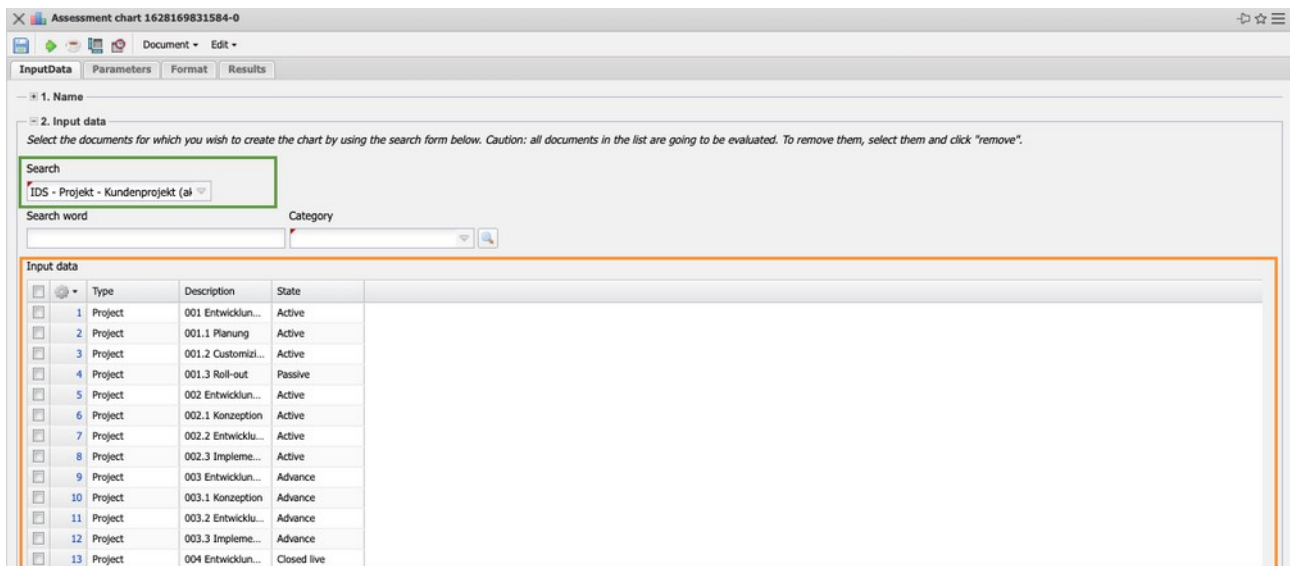 Assessment chart 1628169831584-0
Document Edit
InputData Parameters Format Results
1. Name
2. Input data
Select the documents for which you wish to create the chart by using the search form below. Caution: all documents in the list are going to be evaluated. To remove them, select them and click "remove".
Search
IDS - Projekt - Kundenprojekt (ak
Search word Category
Input data
Type Description State
1 Project 001 Entwicklun... Active
2 Project 001.1 Planung Active
3 Project 001.2 Customizi... Active
4 Project 001.3 Roll-out Passive
5 Project 002 Entwicklun... Active
6 Project 002.1 Konzeption Active
7 Project 002.2 Entwicklu... Active
8 Project 002.3 Impleme... Active
9 Project 003 Entwicklun... Advance
10 Project 003.1 Konzeption Advance
11 Project 003.2 Entwicklu... Advance
12 Project 003.3 Impleme... Advance
13 Project 004 Entwicklun... Closed live